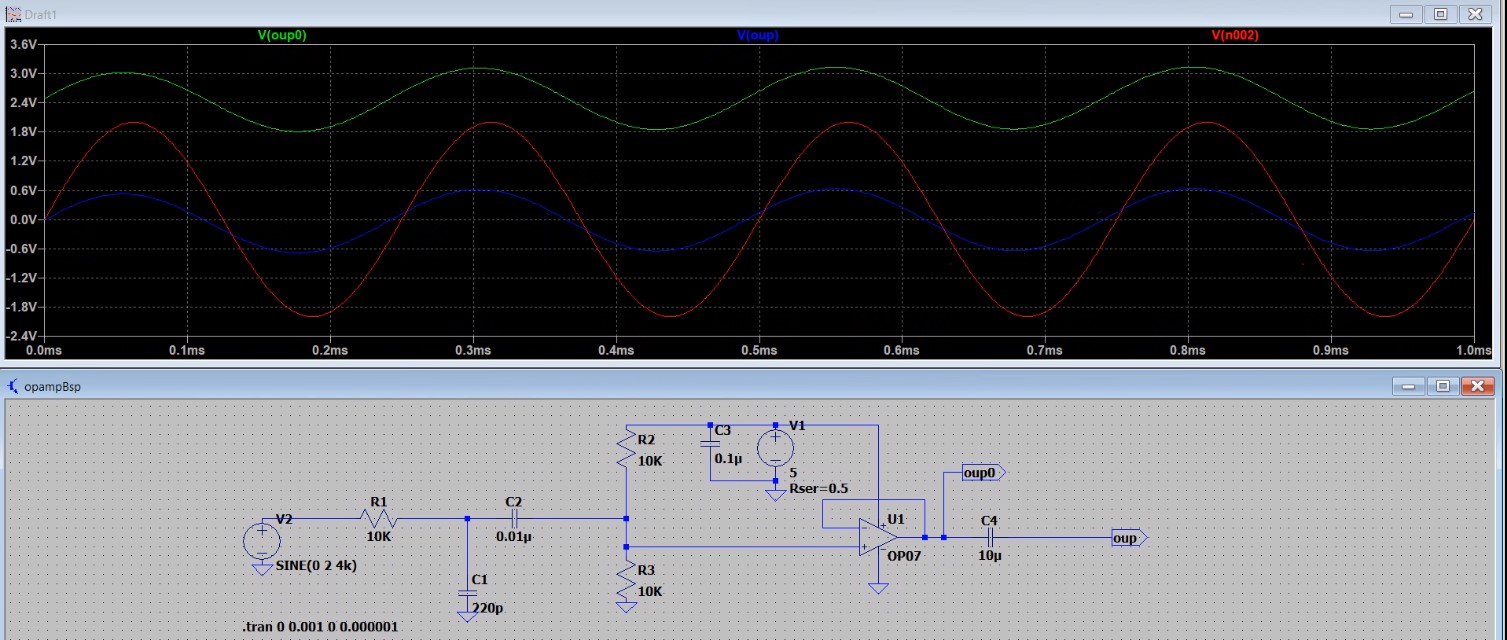 Draft1
V(oup0) V(oup) V(n002)
3.6V
3.0V
2.4V
1.8V
1.2V
0.6V
0.0V
-0.6V
-1.2V
-1.8V
-2.4V
0.0ms 0.1ms 0.2ms 0.3ms 0.4ms 0.5ms 0.6ms 0.7ms 0.8ms 0.9ms 1.0ms
opampBsp
R2
10K
C3
0.1µ
V1
5
Rser=0.5
oup0
V2
SINE(0 2 4k)
R1
10K
C2
0.01µ
C1
220p
R3
10K
U1
OP07
C4
10µ
oup
.tran 0 0.001 0 0.000001